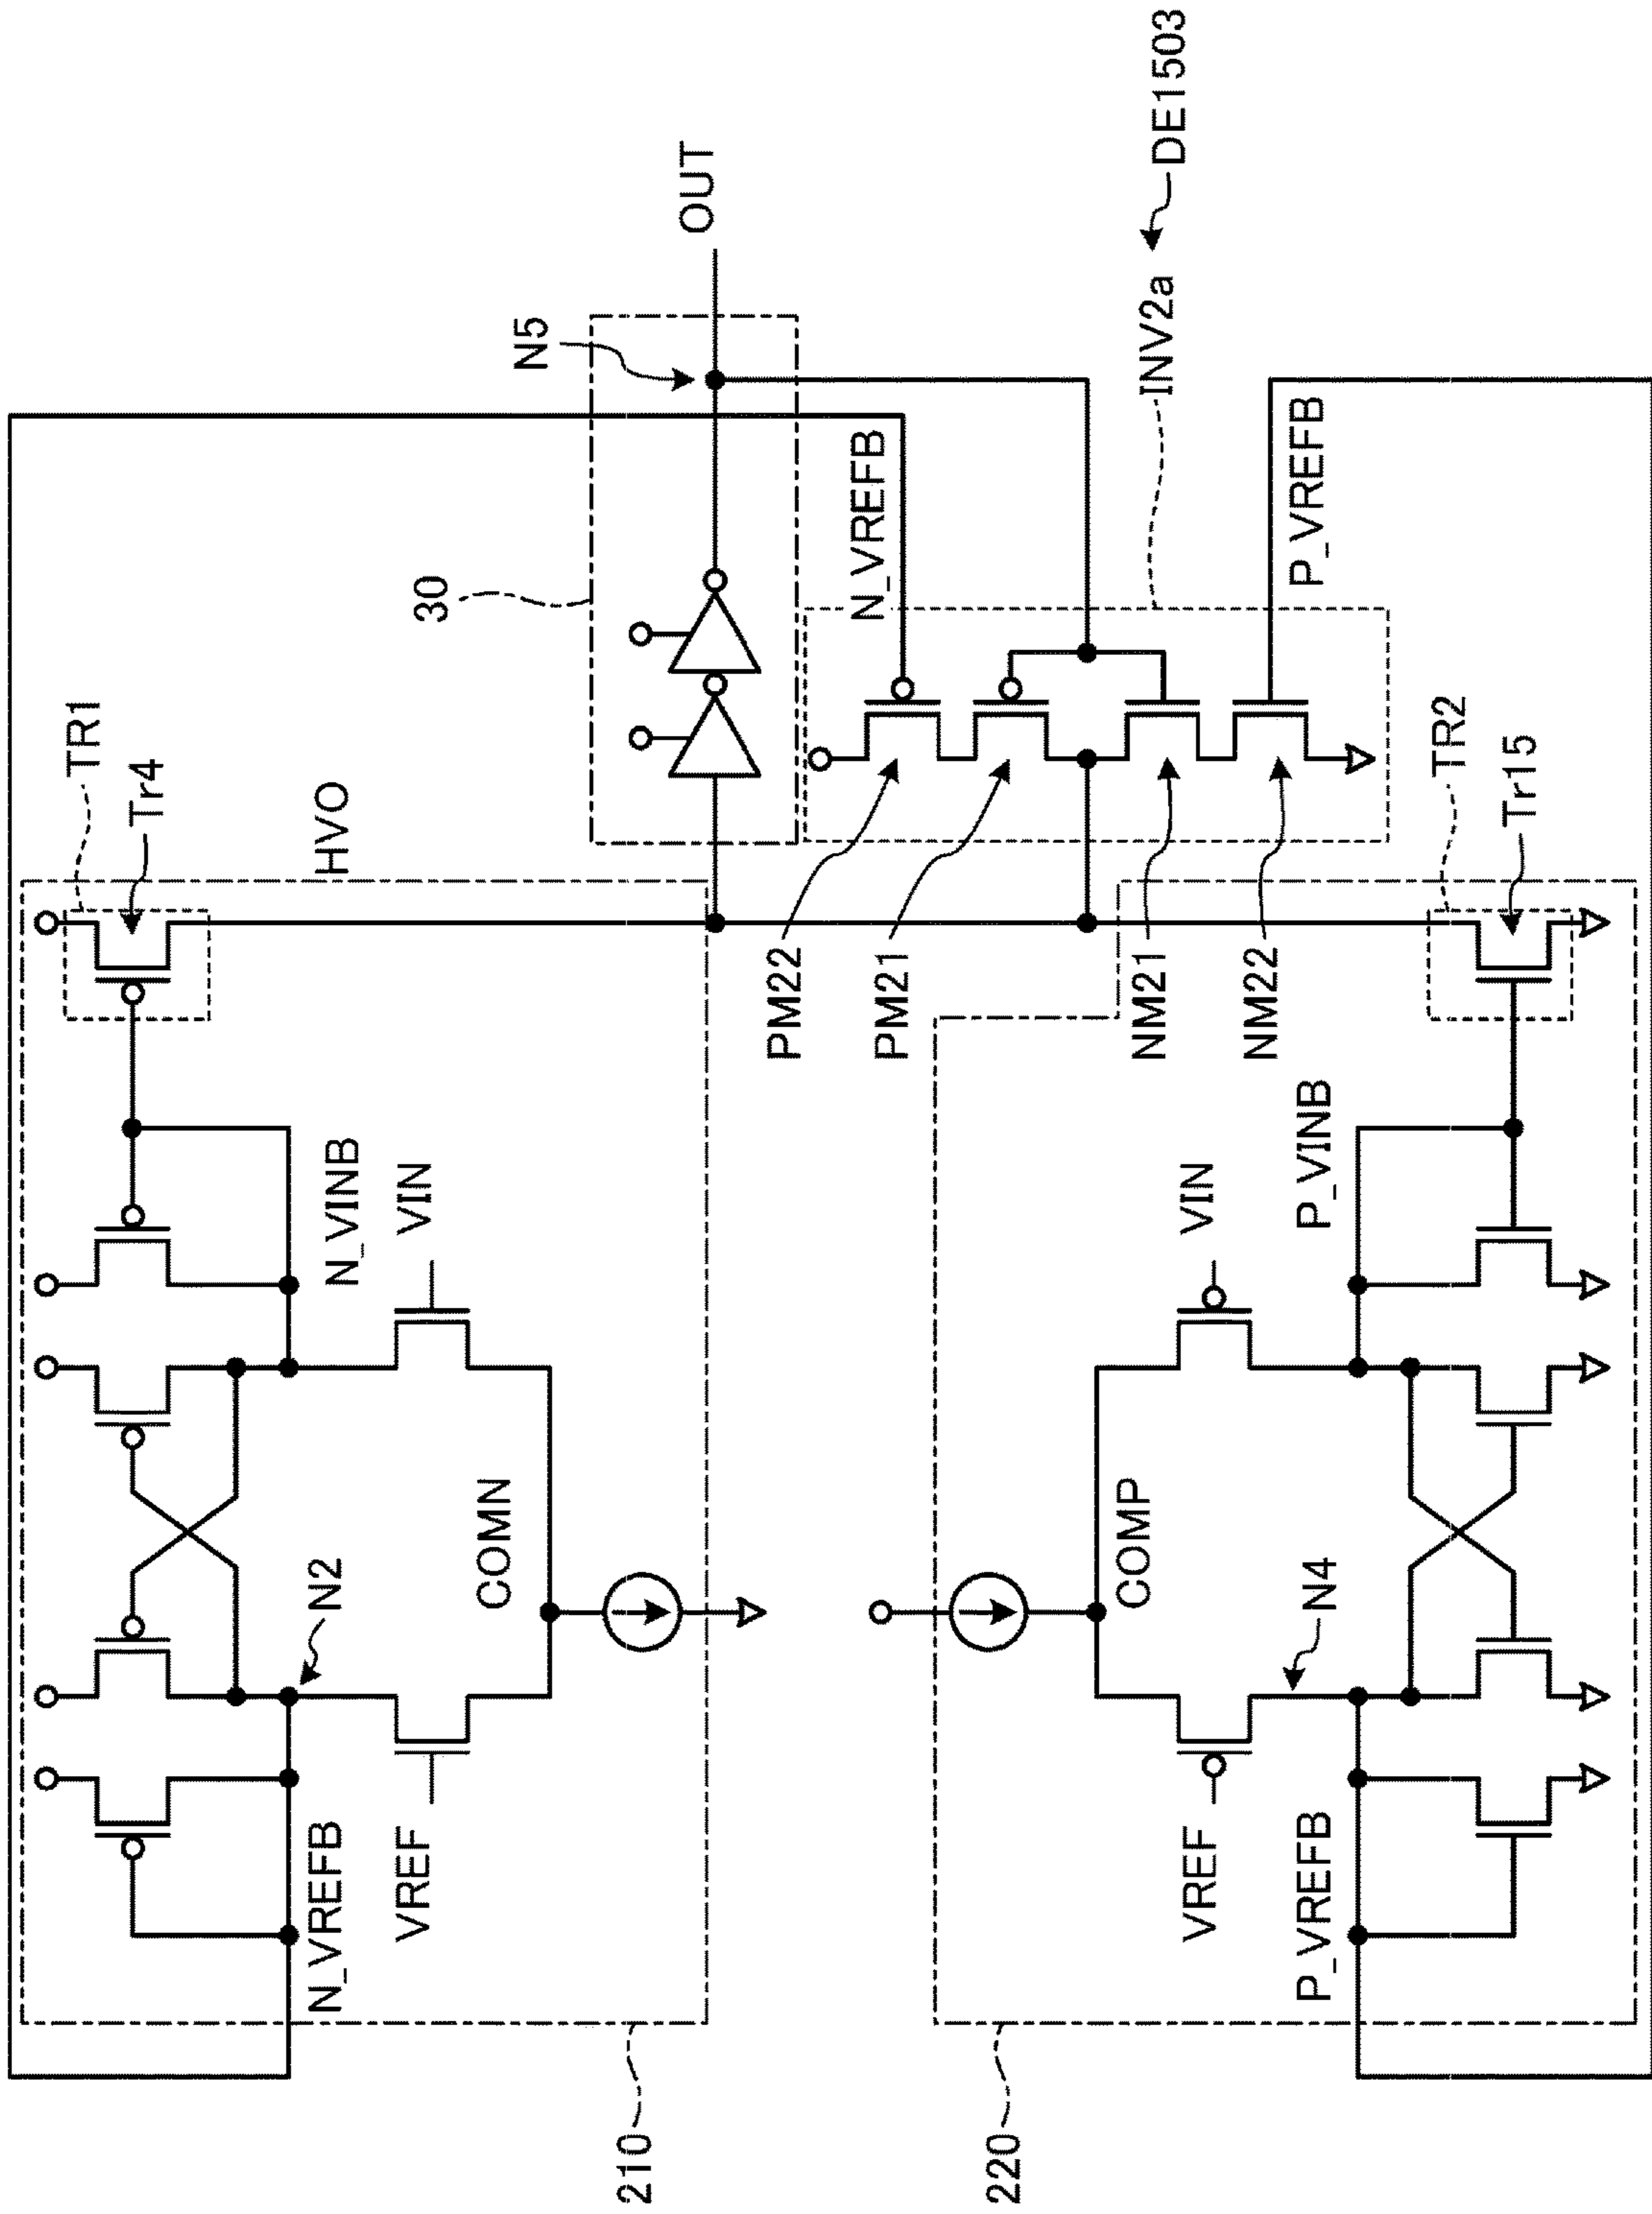 TR1
Tr4
HVO
30
N5
OUT
N_VREFB
INV2a
DE1503
P_VREFB
PM22
PM21
NM21
NM22
TR2
Tr15
N_VINB
VIN
COMN
N2
N_VREFB
VREF
210
VIN
P_VINB
COMP
N4
VREF
P_VREFB
220